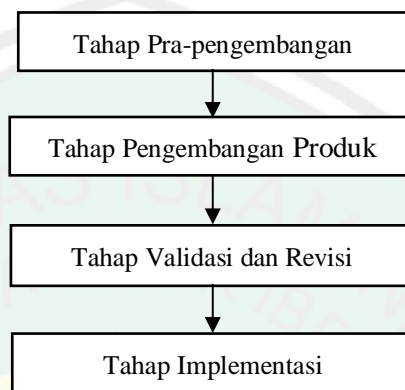 Tahap Pra-pengembangan
Tahap Pengembangan Produk
Tahap Validasi dan Revisi
Tahap Implementasi